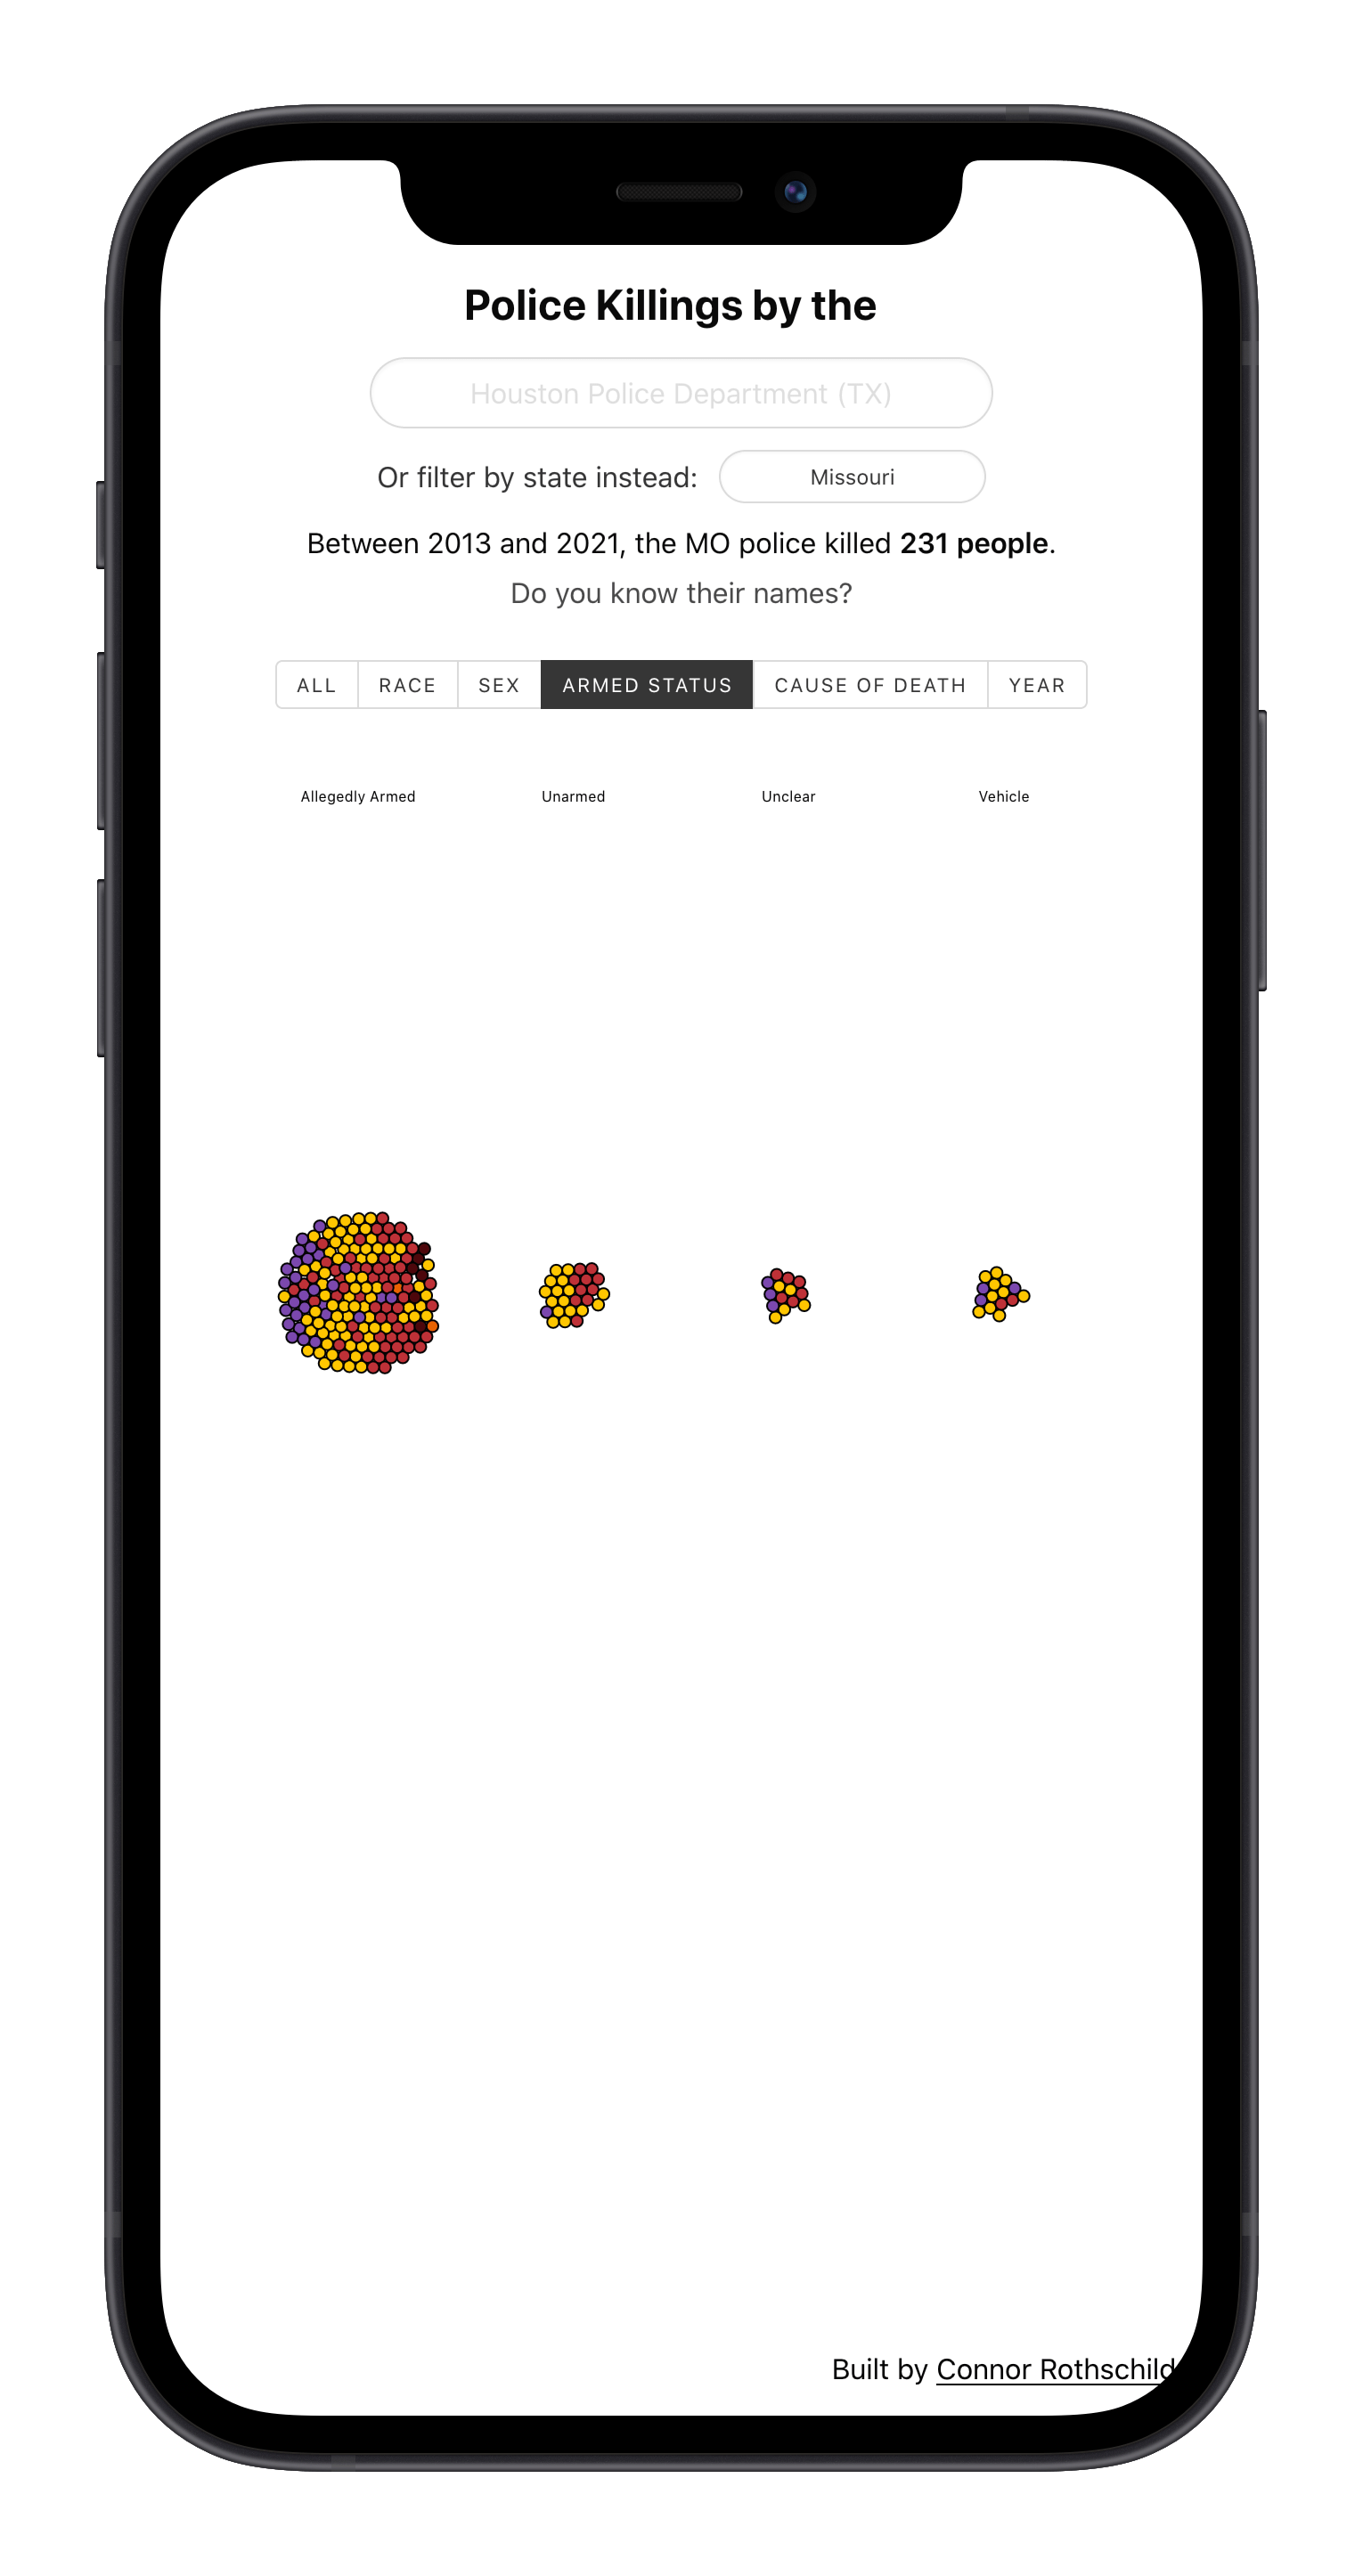 Police Killings by the
Houston Police Department (TX)
Or filter by state instead: Missouri
Between 2013 and 2021, the MO police killed 231 people.
Do you know their names?
ALL RACE SEX ARMED STATUS CAUSE OF DEATH YEAR
Allegedly Armed Unarmed Unclear Vehicle
Built by Connor Rothschild